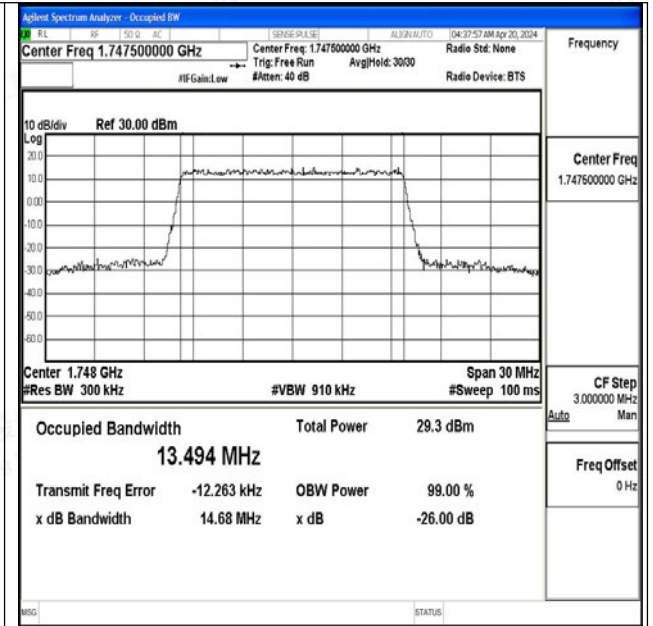 Agilent Spectrum Analyzer - Occupied BW
RL RF 50 Ω AC SENSE:PULSE ALIGN AUTO 04:37:57 AM Apr 20, 2024
Center Freq 1.747500000 GHz
Center Freq: 1.747500000 GHz
Radio Std: None
Trig: Free Run Avg|Hold: 30/30
#IFGain:Low
#Atten: 40 dB
Radio Device: BTS
Frequency
10 dB/div Ref 30.00 dBm
Log
20.0
10.0
0.00
-10.0
-20.0
-30.0
-40.0
-50.0
-60.0
Center 1.748 GHz Span 30 MHz
#Res BW 300 kHz #VBW 910 kHz #Sweep 100 ms
Occupied Bandwidth Total Power 29.3 dBm
13.494 MHz
Transmit Freq Error -12.263 kHz OBW Power 99.00 %
x dB Bandwidth 14.68 MHz x dB -26.00 dB
Center Freq
1.747500000 GHz
CF Step
3.000000 MHz
Auto Man
Freq Offset
0 Hz
MSG STATUS